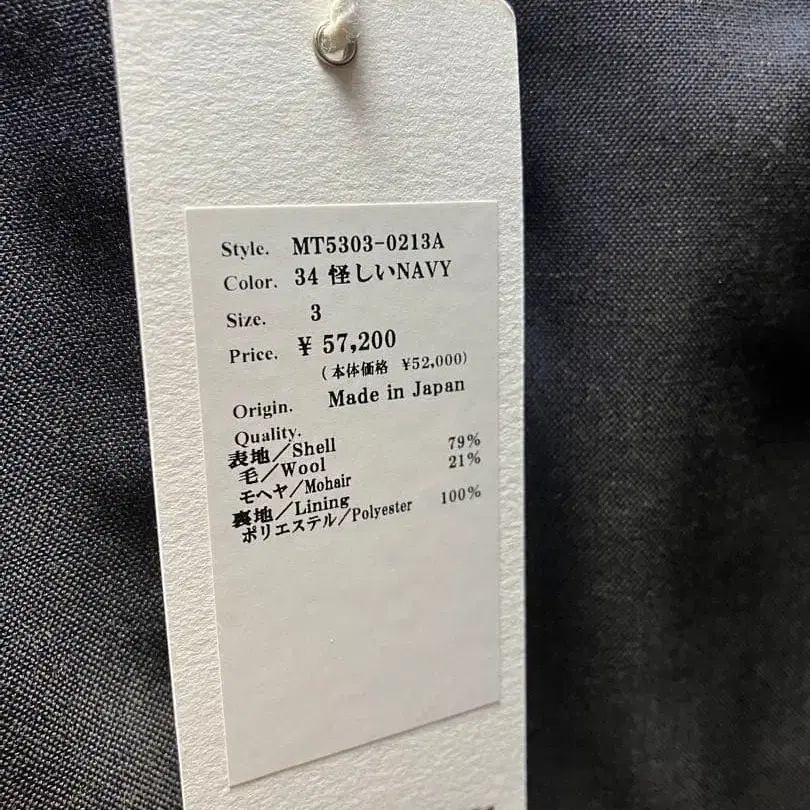 Style. MT5303-0213A
Color. 34 怪しいNAVY
Size. 3
Price. ¥ 57,200
(本体価格 ¥52,000)
Origin. Made in Japan
Quality.
表地/Shell
毛/Wool 79%
モヘヤ/Mohair 21%
裏地/Lining
ポリエステル/Polyester 100%